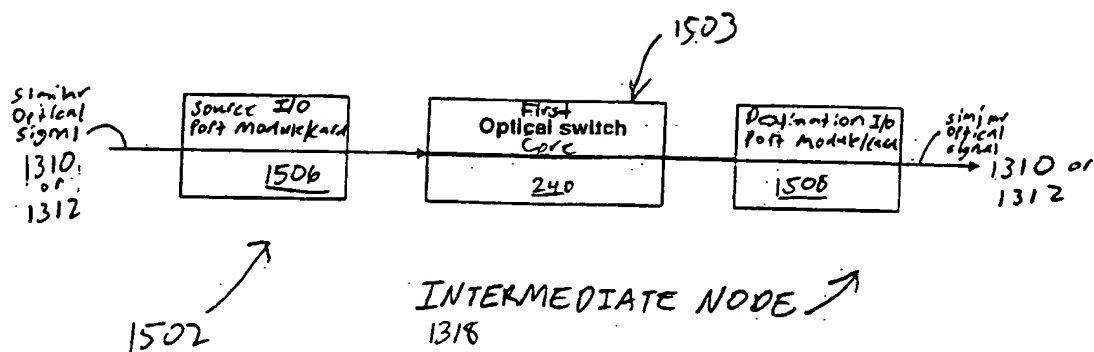 1503
Similar
Optical
Signal
1310
or
1312
Source I/O
Port Module/card
1506
First
Optical switch
Core
240
Destination I/O
Port Module/card
1508
similar
optical
signal
1310 or
1312
1502
INTERMEDIATE NODE
1318